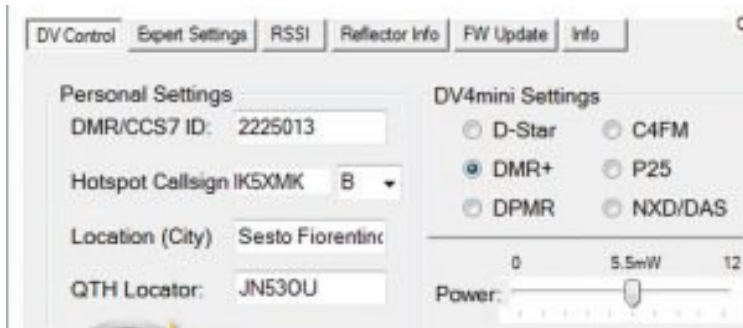 DV Control Expert Settings RSSI Reflector Info FW Update Info
Personal Settings
DMR/CCS7 ID: 2225013
Hotspot Callsign IK5XMK B
Location (City) Sesto Fiorentino
QTH Locator: JN53OU
DV4mini Settings
D-Star C4FM
DMR+ P25
DPMR NXD/DAS
0 5.5mW 12
Power: